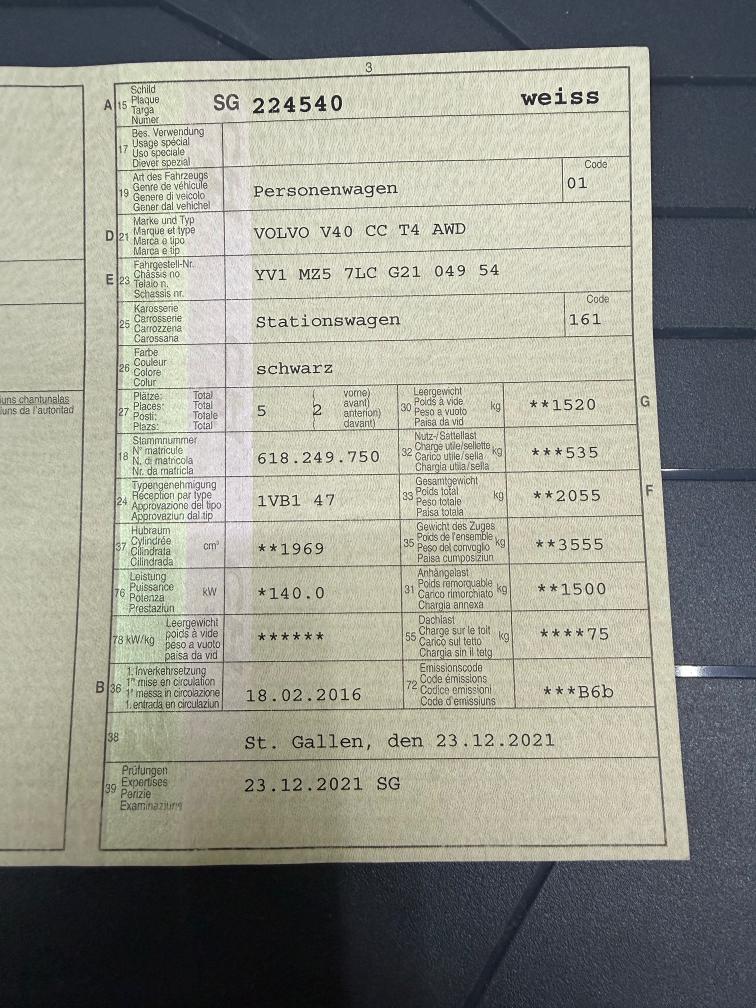 3
A 15 Schild SG 224540 weiss
Plaque
Targa
Numer
17 Bes. Verwendung
Usage spécial
Uso speciale
Diever spezial
19 Art des Fahrzeugs Personenwagen Code 01
Genre de véhicule
Genere di veicolo
Gener dal vehichel
D 21 Marke und Typ VOLVO V40 CC T4 AWD
Marque et type
Marca e tipo
Marca e tip
E 23 Fahrgestell-Nr. YV1 MZ5 7LC G21 049 54
Châssis no
Telaio n.
Schassis nr.
25 Karosserie Stationswagen Code 161
Carrosserie
Carrozzeria
Carossaria
26 Farbe schwarz
Couleur
Colore
Colur
uns chantunalas
uns da l'autoritad
27 Plätze: Total 5 (2 vorne)
Places: Total avant)
Posti: Totale anteriori)
Plazs: Total davant)
30 Leergewicht kg **1520 G
Poids à vide
Peso a vuoto
Paisa da vid
18 Stammnummer 618.249.750
N° matricule
N. di matricola
Nr. da matricla
32 Nutz-/Sattellast kg ***535
Charge utile/sellette
Carico utile/sella
Chargia utila/sella
24 Typengenehmigung 1VB1 47
Réception par type
Approvazione del tipo
Approvaziun dal tip
33 Gesamtgewicht kg **2055 F
Poids total
Peso totale
Paisa totala
37 Hubraum cm³ **1969
Cylindrée
Cilindrata
Cilindrada
35 Gewicht des Zuges kg **3555
Poids de l'ensemble
Peso del convoglio
Paisa cumposiziun
76 Leistung kW *140.0
Puissance
Potenza
Prestaziun
31 Anhängelast kg **1500
Poids remorquable
Carico rimorchiato
Chargia annexa
78 kW/kg Leergewicht ******
poids à vide
peso a vuoto
paisa da vid
55 Dachlast kg ****75
Charge sur le toit
Carico sul tetto
Chargia sin il tetg
B 36 1. Inverkehrsetzung 18.02.2016
1re mise en circulation
1a messa in circolazione
1. entrada en circulaziun
72 Emissionscode ***B6b
Code émissions
Codice emissioni
Code d'emissiuns
38 St. Gallen, den 23.12.2021
39 Prüfungen 23.12.2021 SG
Expertises
Perizie
Examinaziuns